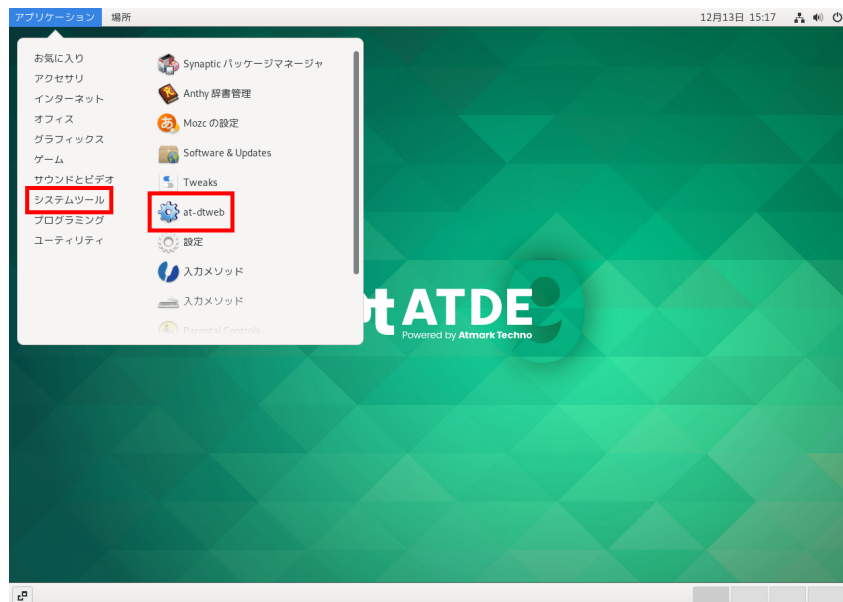 アプリケーション 場所 12月13日 15:17
お気に入り
アクセサリ
インターネット
オフィス
グラフィックス
ゲーム
サウンドとビデオ
システムツール
プログラミング
ユーティリティ
Synaptic パッケージマネージャ
Anthy 辞書管理
Mozc の設定
Software & Updates
Tweaks
at-dtweb
設定
入力メソッド
入力メソッド
Parental Controls
t ATDE 9
Powered by Atmark Techno